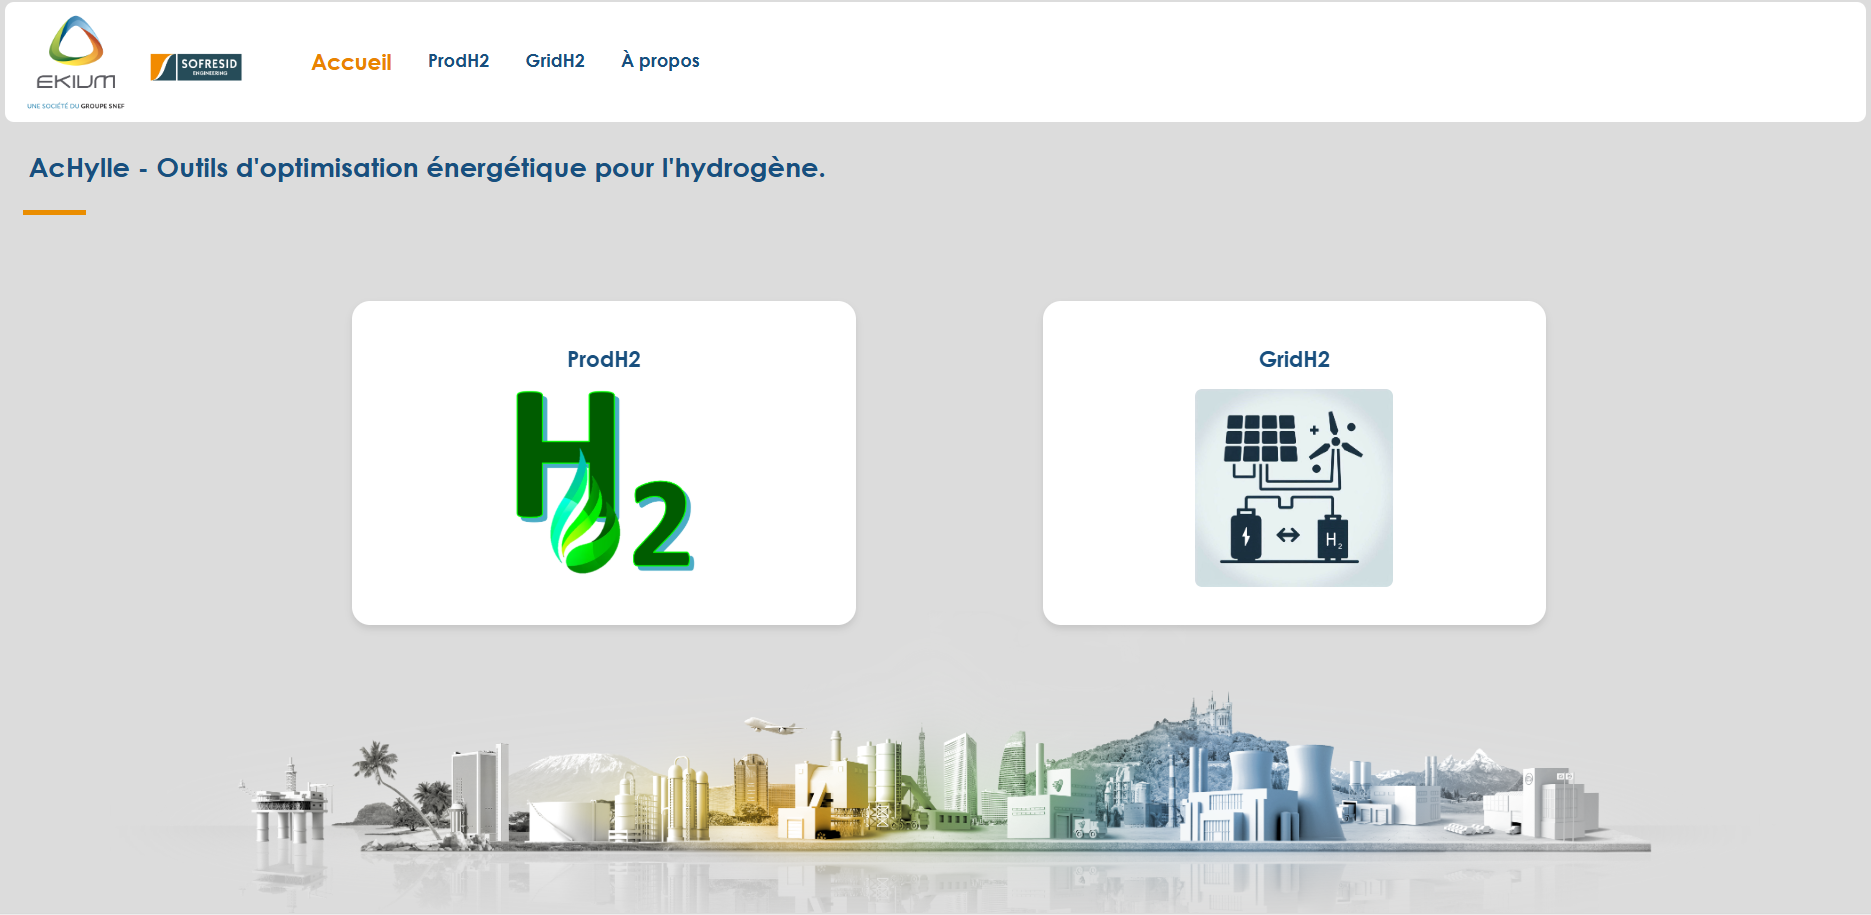 EKIUM
UNE SOCIÉTÉ DU GROUPE SNEF
SOFRESID
ENGINEERING
Accueil
ProdH2
GridH2
À propos
AcHylle - Outils d'optimisation énergétique pour l'hydrogène.
ProdH2
H2
GridH2
H2